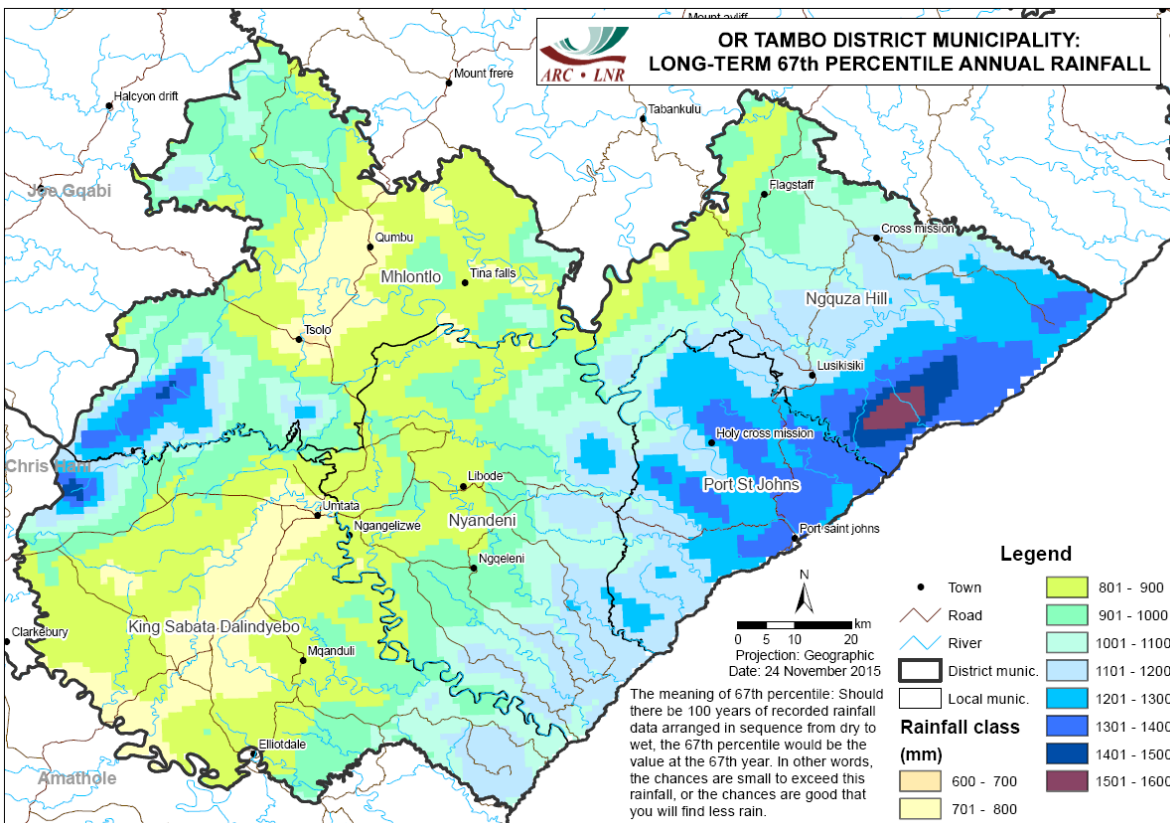 Mount ayliff
OR TAMBO DISTRICT MUNICIPALITY:
LONG-TERM 67th PERCENTILE ANNUAL RAINFALL
ARC • LNR
Mount frere
Halcyon drift
Tabankulu
Joe Gqabi
Flagstaff
Cross mission
Qumbu
Mhlontlo
Tina falls
Ngquza Hill
Tsolo
Lusikisiki
Holy cross mission
Chris Hani
Port St Johns
Libode
Umtata
Nyandeni
Ngangelizwe
Port saint johns
Ngqeleni
King Sabata Dalindyebo
Clarkebury
Mqanduli
Elliotdale
Amathole
N
0 5 10 20 km
Projection: Geographic
Date: 24 November 2015
The meaning of 67th percentile: Should
there be 100 years of recorded rainfall
data arranged in sequence from dry to
wet, the 67th percentile would be the
value at the 67th year. In other words,
the chances are small to exceed this
rainfall, or the chances are good that
you will find less rain.
Legend
Town
Road
River
District munic.
Local munic.
Rainfall class
(mm)
600 - 700
701 - 800
801 - 900
901 - 1000
1001 - 1100
1101 - 1200
1201 - 1300
1301 - 1400
1401 - 1500
1501 - 1600